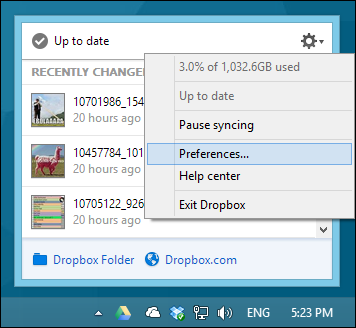 Up to date
3.0% of 1,032.6GB used
RECENTLY CHANGE
Up to date
10701986_154
20 hours ago
Pause syncing
Preferences...
10457784_101
20 hours ago
Help center
10705122_926
20 hours ago
Exit Dropbox
Dropbox Folder Dropbox.com
ENG 5:23 PM